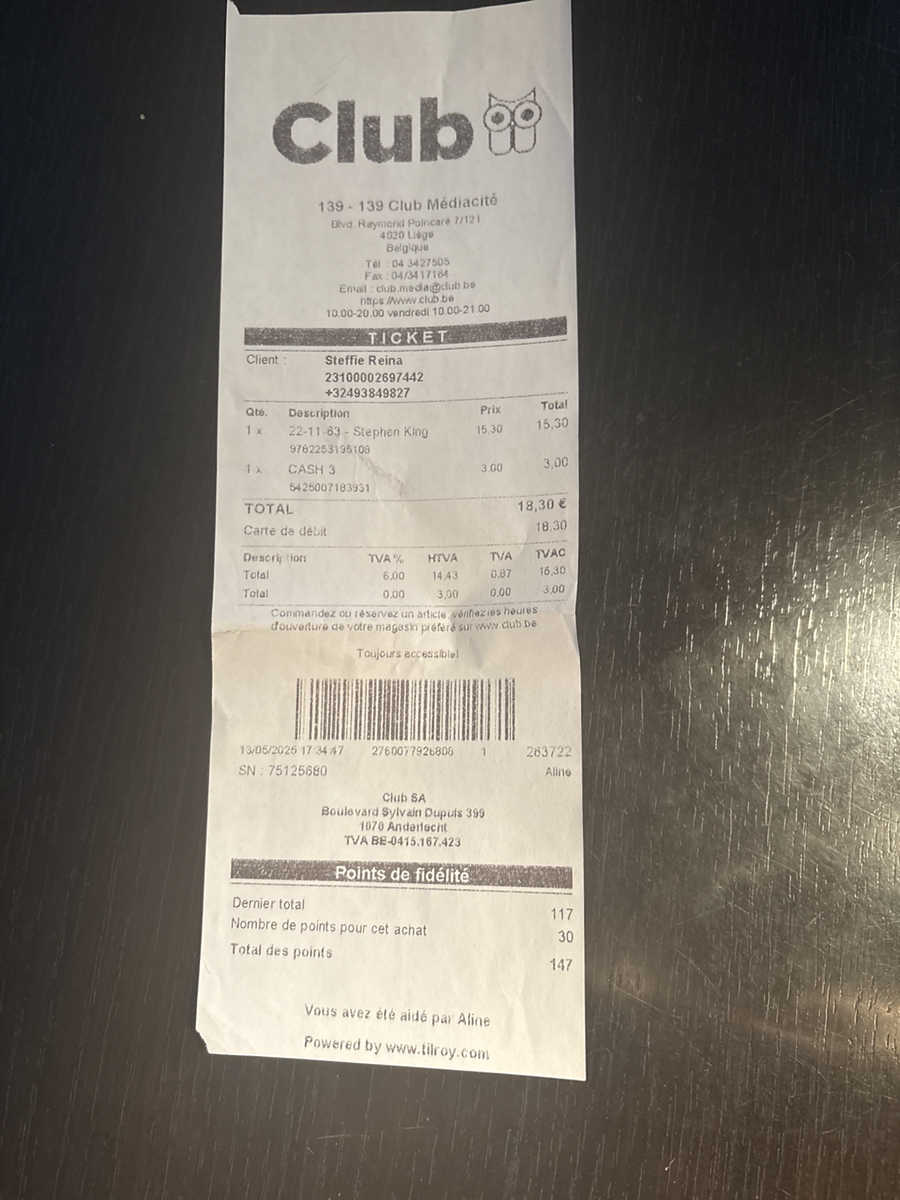 Club
139 - 139 Club Médiacité
Blvd. Raymond Poincaré 7/121
4020 Liège
Belgique
Tél. : 04 3427505
Fax : 04/3417164
Email : club.media@club.be
https://www.club.be
10.00-20.00 vendredi 10.00-21.00
TICKET
Client : Steffie Reina
23100002697442
+32493849827
Qte. Description Prix Total
1 x 22-11-63 - Stephen King 15,30 15,30
9782253195108
1 x CASH 3 3,00 3,00
5425007183931
TOTAL 18,30 €
Carte de débit 18,30
Description TVA % HTVA TVA TVAC
Total 6,00 14,43 0,87 15,30
Total 0,00 3,00 0,00 3,00
Commandez ou réservez un article, vérifiez les heures
d'ouverture de votre magasin préféré sur www.club.be
Toujours accessible!
13/05/2026 17:34:47 2760077926808 1 263722
SN : 75125680 Aline
Club SA
Boulevard Sylvain Dupuis 399
1070 Anderlecht
TVA BE-0415.167.423
Points de fidélité
Dernier total 117
Nombre de points pour cet achat 30
Total des points 147
Vous avez été aidé par Aline
Powered by www.tilroy.com